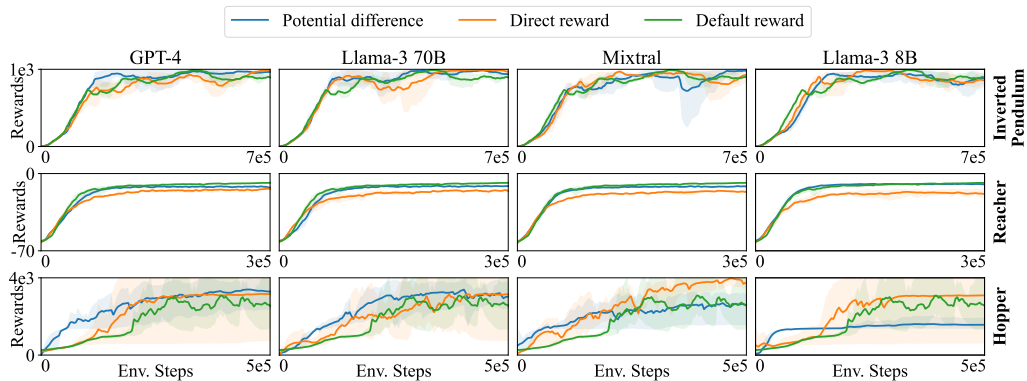 Potential difference Direct reward Default reward
GPT-4 Llama-3 70B Mixtral Llama-3 8B
1e3
Rewards
0
0 7e5 0 7e5 0 7e5 0 7e5
Inverted
Pendulum
0
Rewards
-70
0 3e5 0 3e5 0 3e5 0 3e5
Reacher
4e3
Rewards
0
0 5e5 0 5e5 0 5e5 0 5e5
Hopper
Env. Steps Env. Steps Env. Steps Env. Steps